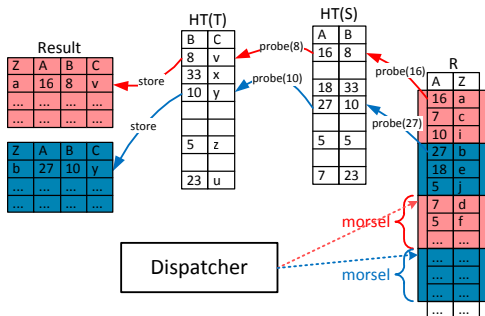 HT(T)
HT(S)
Result
R
B C
8 v
33 x
10 y
5 z
23 u
A B
16 8
18 33
27 10
5 5
7 23
Z A B C
a 16 8 v
... ... ... ...
... ... ... ...
Z A B C
b 27 10 y
... ... ... ...
... ... ... ...
A Z
16 a
7 c
10 i
27 b
18 e
5 j
7 d
5 f
... ...
... ...
... ...
... ...
... ...
store
store
probe(8)
probe(10)
probe(16)
probe(27)
morsel
morsel
Dispatcher